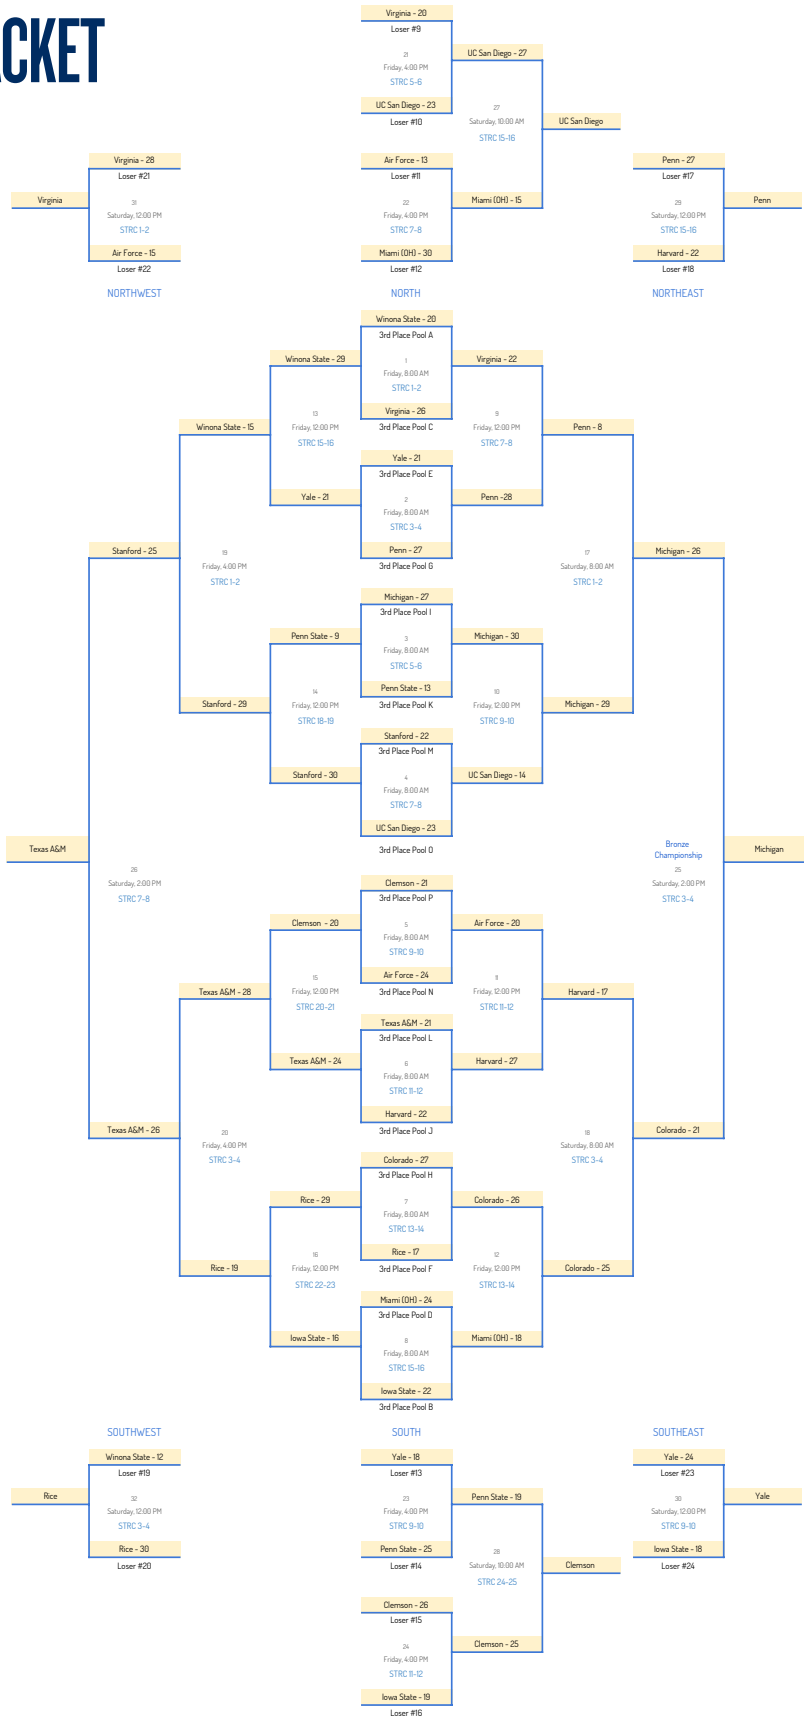 ACKET
Virginia - 20
Loser #9
21
Friday, 4:00 PM
STRC 5-6
UC San Diego - 23
Loser #10
UC San Diego - 27
27
Saturday, 10:00 AM
STRC 15-16
UC San Diego
Air Force - 13
Loser #11
22
Friday, 4:00 PM
STRC 7-8
Miami (OH) - 30
Loser #12
Miami (OH) - 15
Virginia - 28
Loser #21
Virginia
31
Saturday, 12:00 PM
STRC 1-2
Air Force - 15
Loser #22
Penn - 27
Loser #17
29
Saturday, 12:00 PM
STRC 15-16
Penn
Harvard - 22
Loser #18
NORTHWEST
NORTH
NORTHEAST
Winona State - 20
3rd Place Pool A
1
Friday, 8:00 AM
STRC 1-2
Virginia - 26
3rd Place Pool C
Winona State - 29
Virginia - 22
13
Friday, 12:00 PM
STRC 15-16
9
Friday, 12:00 PM
STRC 7-8
Winona State - 15
Penn - 8
Yale - 21
3rd Place Pool E
2
Friday, 8:00 AM
STRC 3-4
Penn - 27
3rd Place Pool G
Yale - 21
Penn -28
Stanford - 25
19
Friday, 4:00 PM
STRC 1-2
17
Saturday, 8:00 AM
STRC 1-2
Michigan - 26
Michigan - 27
3rd Place Pool I
3
Friday, 8:00 AM
STRC 5-6
Penn State - 13
3rd Place Pool K
Penn State - 9
Michigan - 30
14
Friday, 12:00 PM
STRC 18-19
10
Friday, 12:00 PM
STRC 9-10
Stanford - 29
Michigan - 29
Stanford - 22
3rd Place Pool M
4
Friday, 8:00 AM
STRC 7-8
UC San Diego - 23
3rd Place Pool O
Stanford - 30
UC San Diego - 14
Texas A&M
26
Saturday, 2:00 PM
STRC 7-8
Bronze
Championship
25
Saturday, 2:00 PM
STRC 3-4
Michigan
Clemson - 21
3rd Place Pool P
5
Friday, 8:00 AM
STRC 9-10
Air Force - 24
3rd Place Pool N
Clemson - 20
Air Force - 20
15
Friday, 12:00 PM
STRC 20-21
11
Friday, 12:00 PM
STRC 11-12
Texas A&M - 28
Harvard - 17
Texas A&M - 21
3rd Place Pool L
6
Friday, 8:00 AM
STRC 11-12
Harvard - 22
3rd Place Pool J
Texas A&M - 24
Harvard - 27
Texas A&M - 26
20
Friday, 4:00 PM
STRC 3-4
18
Saturday, 8:00 AM
STRC 3-4
Colorado - 21
Colorado - 27
3rd Place Pool H
7
Friday, 8:00 AM
STRC 13-14
Rice - 17
3rd Place Pool F
Rice - 29
Colorado - 26
16
Friday, 12:00 PM
STRC 22-23
12
Friday, 12:00 PM
STRC 13-14
Rice - 19
Colorado - 25
Miami (OH) - 24
3rd Place Pool D
8
Friday, 8:00 AM
STRC 15-16
Iowa State - 22
3rd Place Pool B
Iowa State - 16
Miami (OH) - 18
SOUTHWEST
SOUTH
SOUTHEAST
Winona State - 12
Loser #19
Rice
32
Saturday, 12:00 PM
STRC 3-4
Rice - 30
Loser #20
Yale - 18
Loser #13
23
Friday, 4:00 PM
STRC 9-10
Penn State - 25
Loser #14
Penn State - 19
28
Saturday, 10:00 AM
STRC 24-25
Clemson
Yale - 24
Loser #23
30
Saturday, 12:00 PM
STRC 9-10
Yale
Iowa State - 18
Loser #24
Clemson - 26
Loser #15
24
Friday, 4:00 PM
STRC 11-12
Iowa State - 19
Loser #16
Clemson - 25